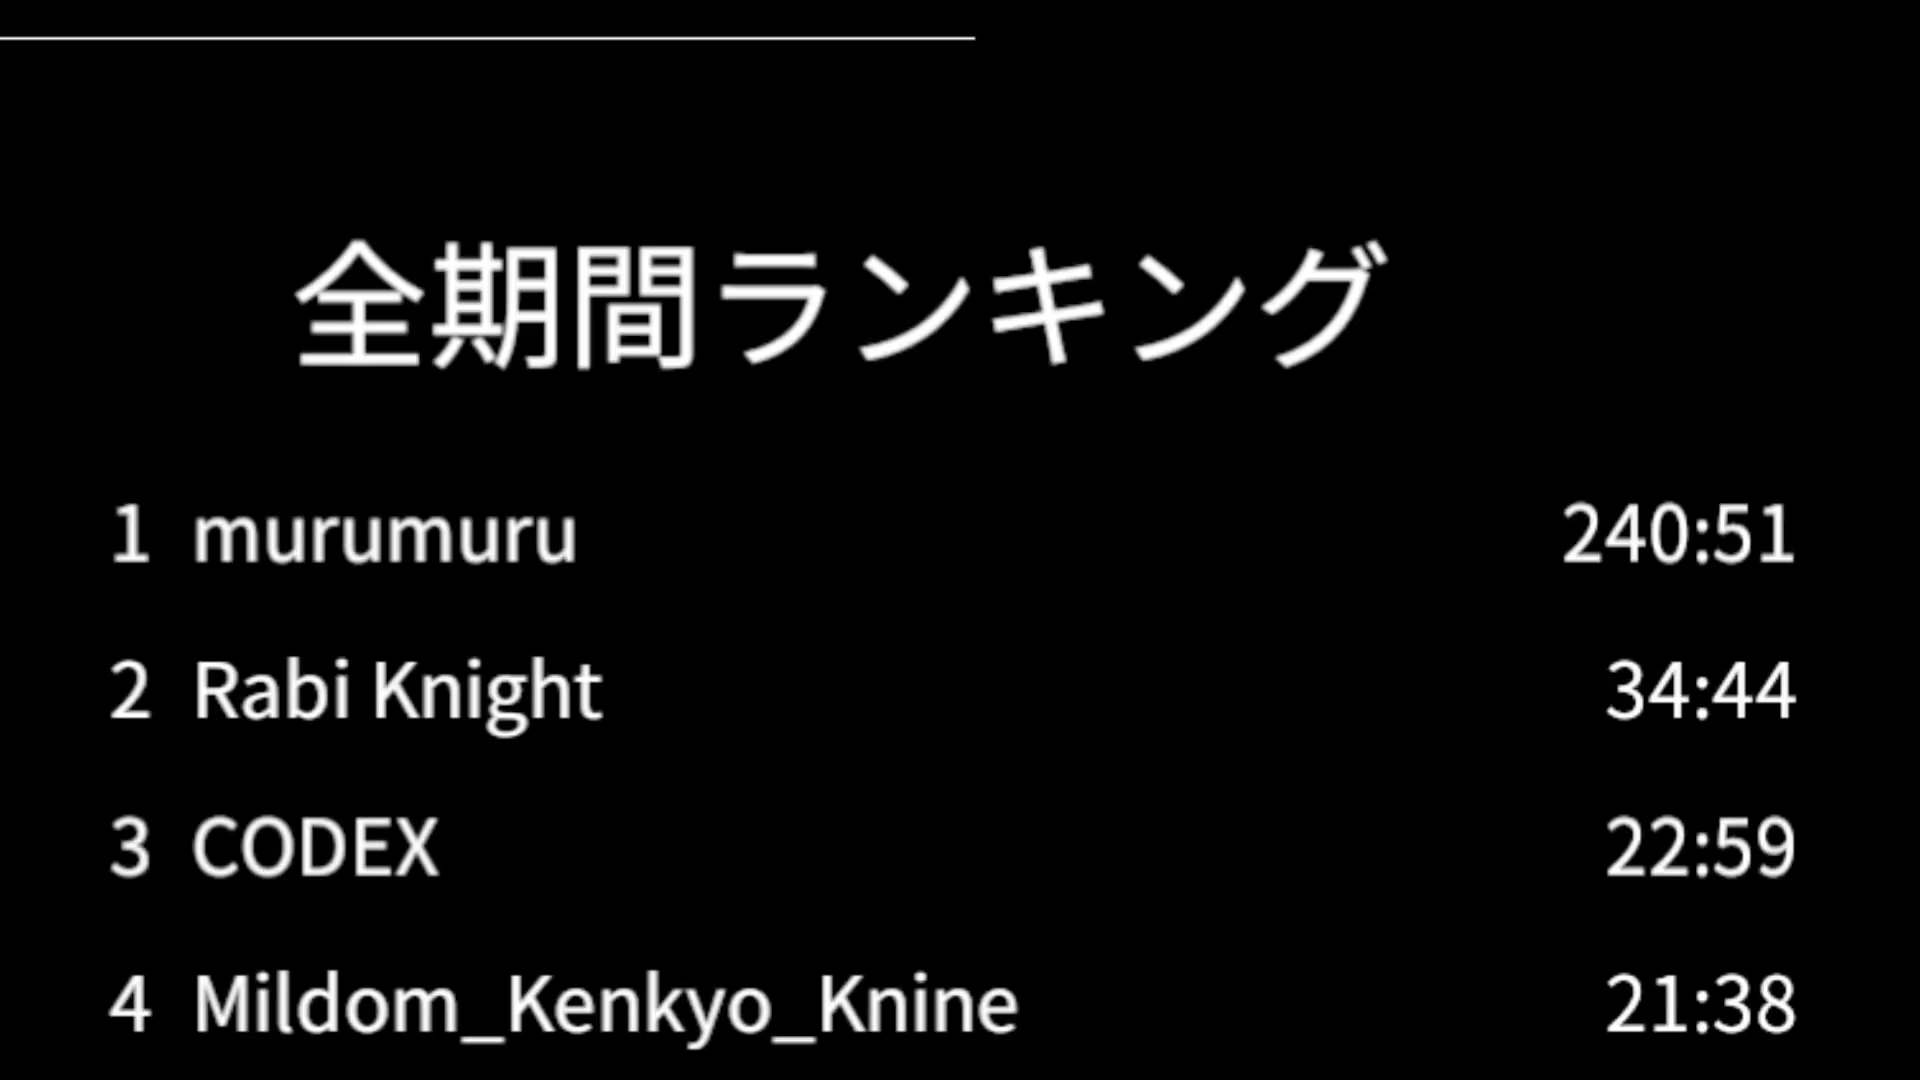 全期間ランキング
1 murumuru 240:51
2 Rabi Knight 34:44
3 CODEX 22:59
4 Mildom_Kenkyo_Knine 21:38